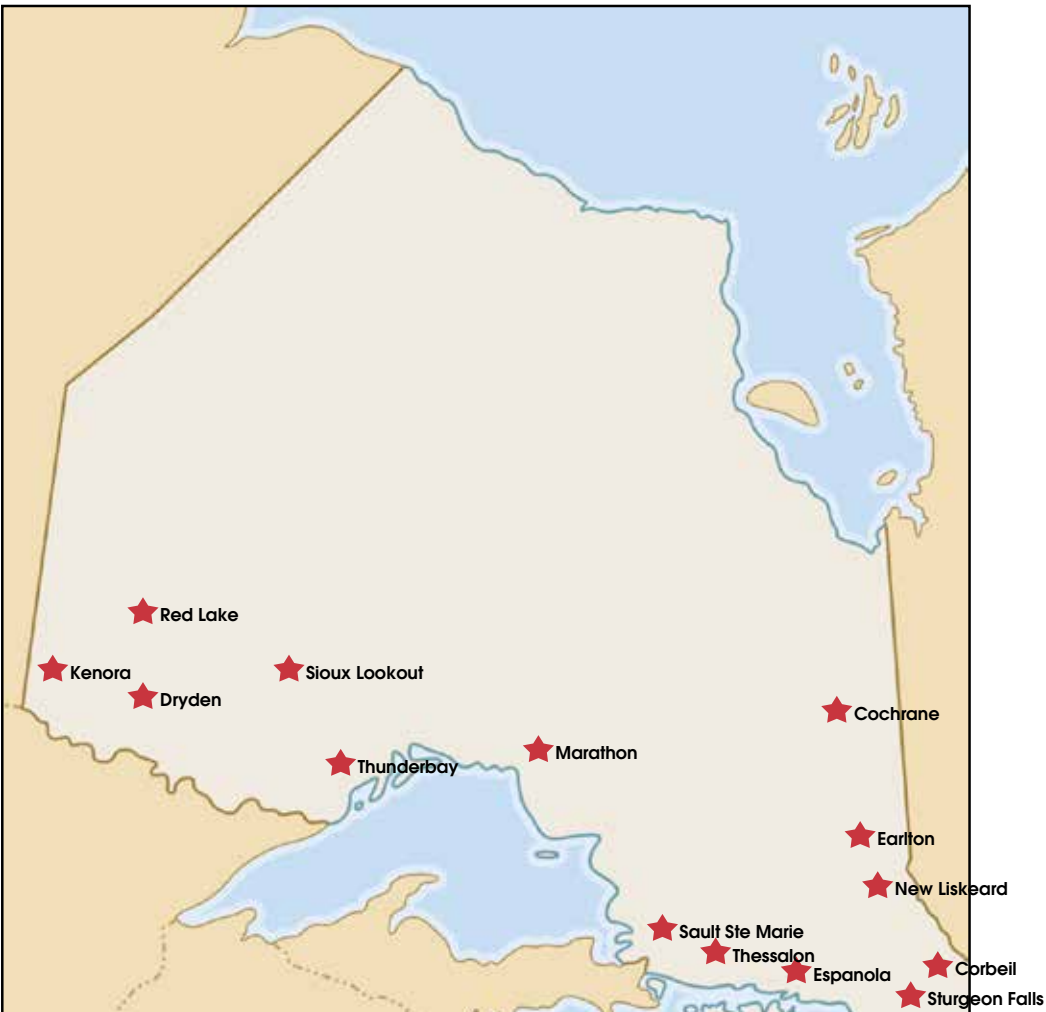 Red Lake
Kenora
Sioux Lookout
Dryden
Cochrane
Marathon
Thunderbay
Earlton
New Liskeard
Sault Ste Marie
Thessalon
Corbeil
Espanola
Sturgeon Falls